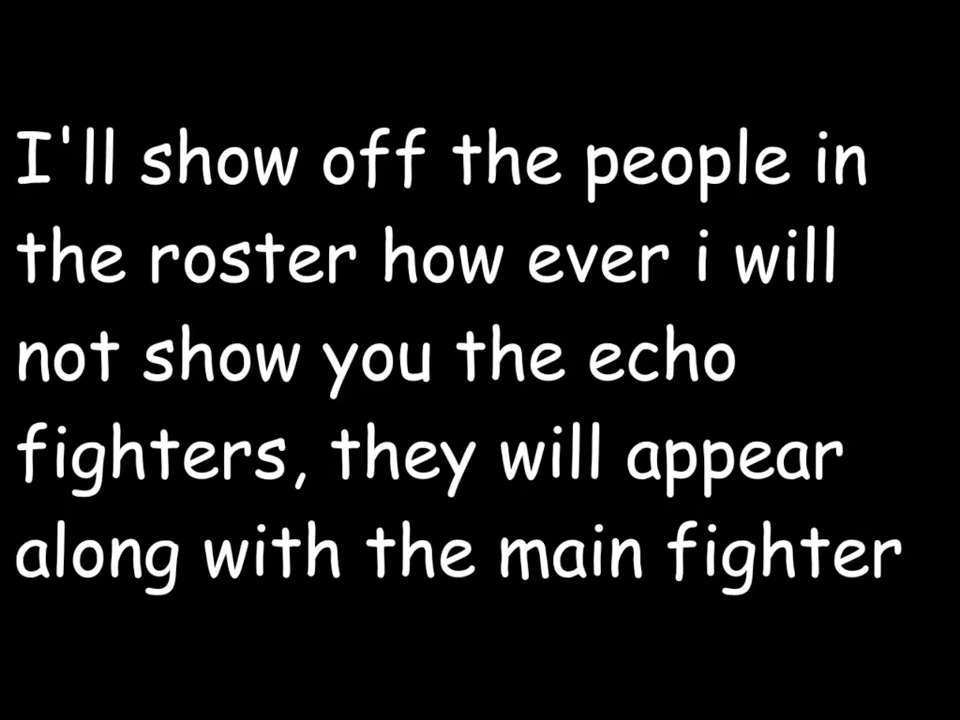 I'll show off the people in
the roster how ever i will
not show you the echo
fighters, they will appear
along with the main fighter